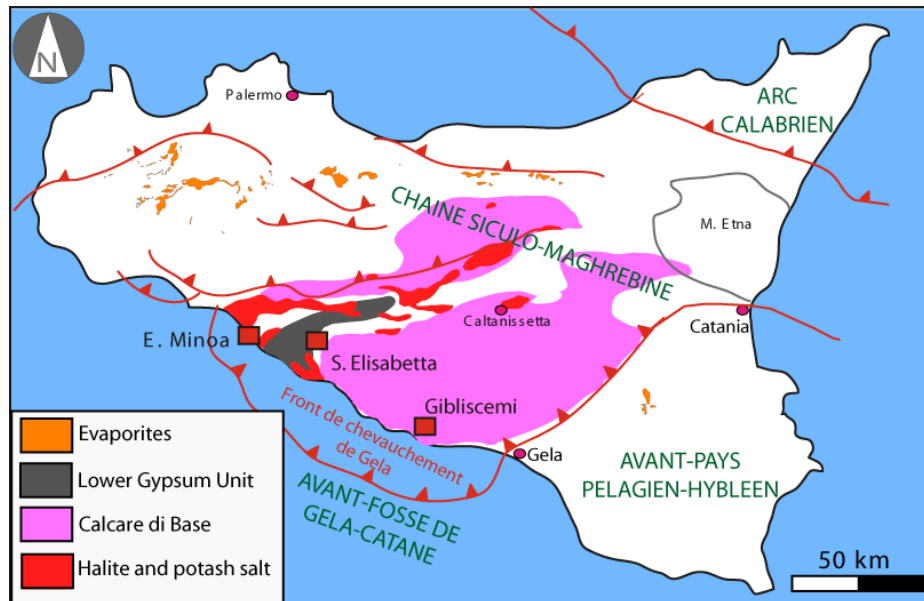 N
Palermo
ARC
CALABRIEN
CHAINE SICULO-MAGHREBINE
M. Etna
E. Minoa
S. Elisabetta
Caltanissetta
Catania
Gibliscemi
Gela
Front de chevauchement
de Gela
AVANT-FOSSE DE
GELA-CATANE
AVANT-PAYS
PELAGIEN-HYBLEEN
Evaporites
Lower Gypsum Unit
Calcare di Base
Halite and potash salt
50 km